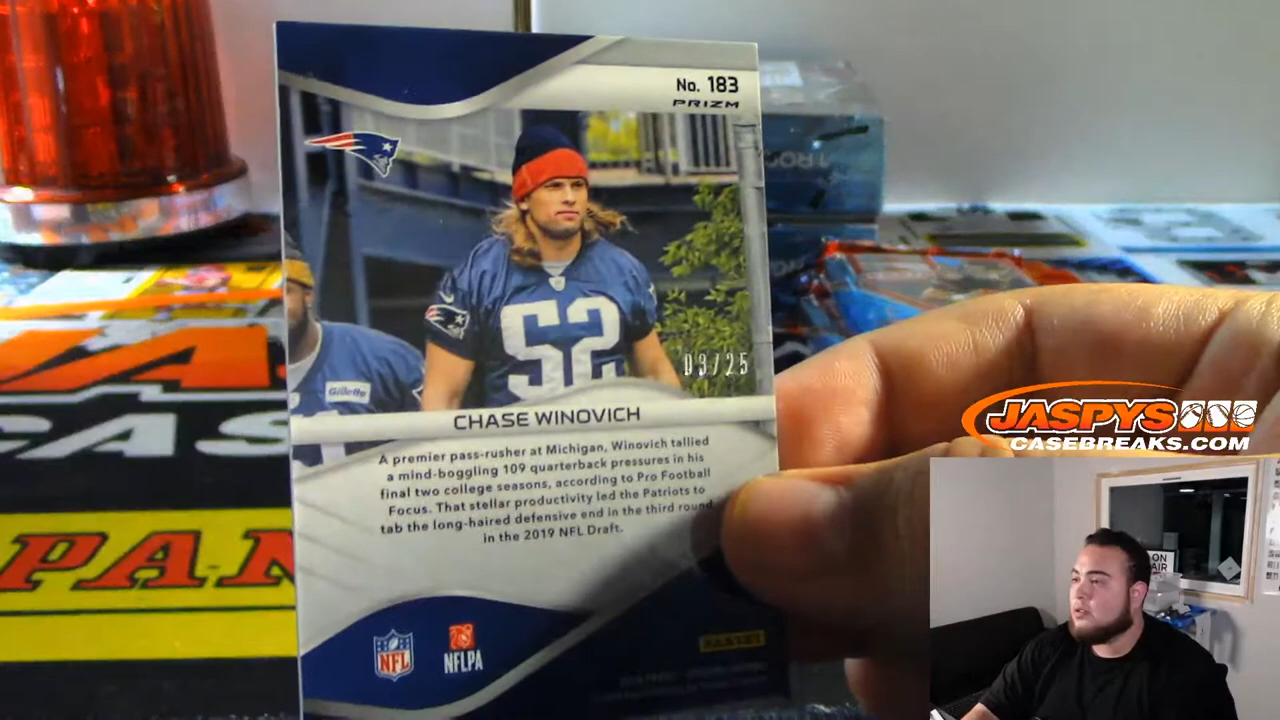 No. 183
PRIZM
52
03/25
Gillette
CHASE WINOVICH
A premier pass-rusher at Michigan, Winovich tallied
a mind-boggling 109 quarterback pressures in his
final two college seasons, according to Pro Football
Focus. That stellar productivity led the Patriots to
tab the long-haired defensive end in the third round
in the 2019 NFL Draft.
NFL
NFLPA
PANINI
JASPYS
CASEBREAKS.COM
ON
AIR
CAS
PAN